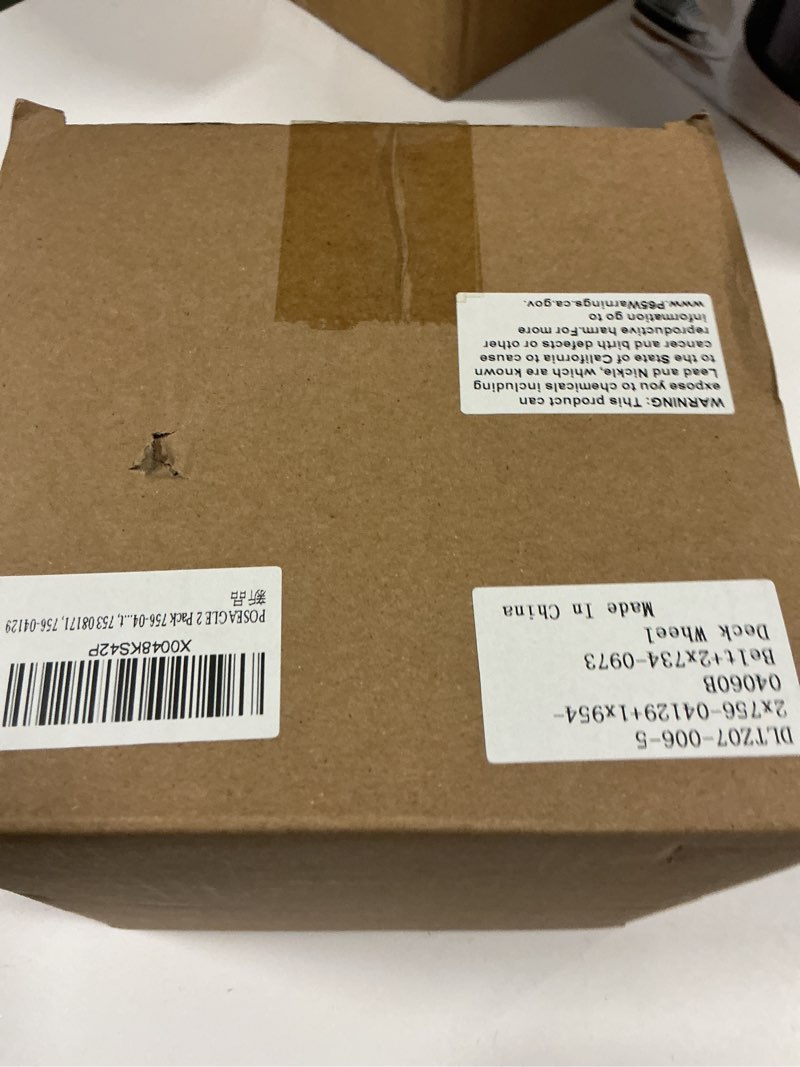 DLTZ07-006-5
2x756-04129+1x954-
04060B
Belt+2x734-0973
Deck Wheel
Made In China
X0048KS42P
POSEAGLE 2 Pack 756-04...t, 753 08171, 756-04129
新品
WARNING: This product can
expose you to chemicals including
Lead and Nickle, which are known
to the State of California to cause
cancer and birth defects or other
reproductive harm.For more
information go to
www.P65Warnings.ca.gov.